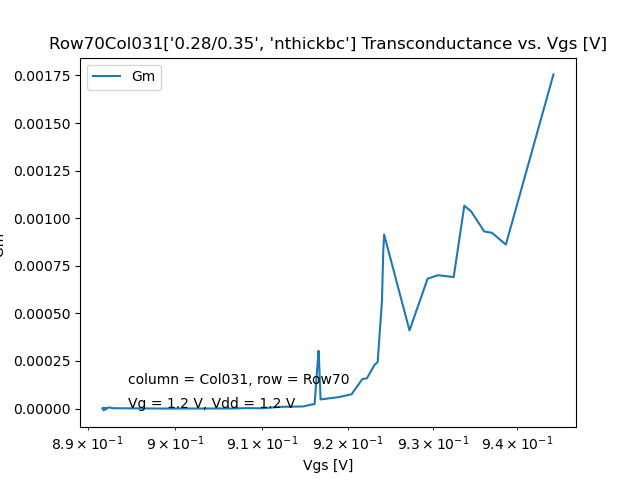 Row70Col031['0.28/0.35', 'nthickbc'] Transconductance vs. Vgs [V]
Gm
0.00175
0.00150
0.00125
0.00100
0.00075
0.00050
0.00025
0.00000
Gm
column = Col031, row = Row70
Vg = 1.2 V, Vdd = 1.2 V
8.9 × 10⁻¹ 9 × 10⁻¹ 9.1 × 10⁻¹ 9.2 × 10⁻¹ 9.3 × 10⁻¹ 9.4 × 10⁻¹
Vgs [V]